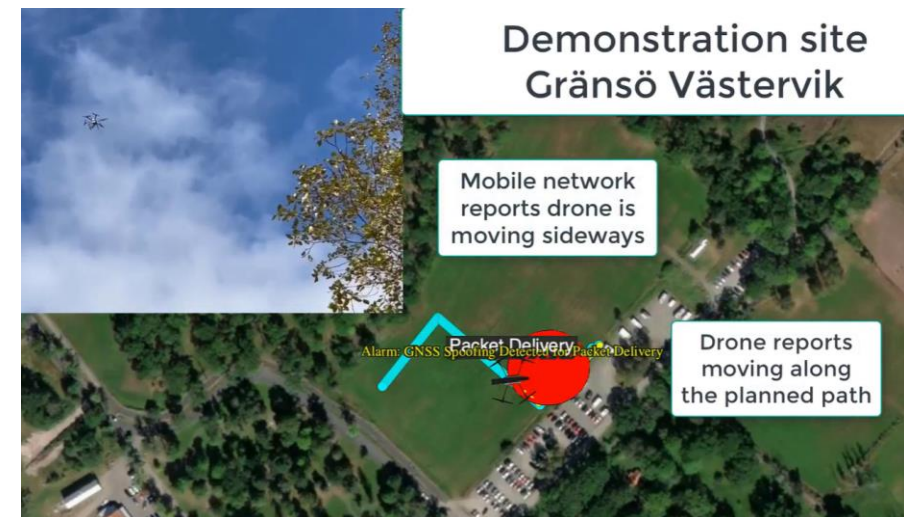 Demonstration site
Gränsö Västervik
Mobile network
reports drone is
moving sideways
Packet Delivery
Alarm: GNSS Spoofing Detected for Packet Delivery
Drone reports
moving along
the planned path